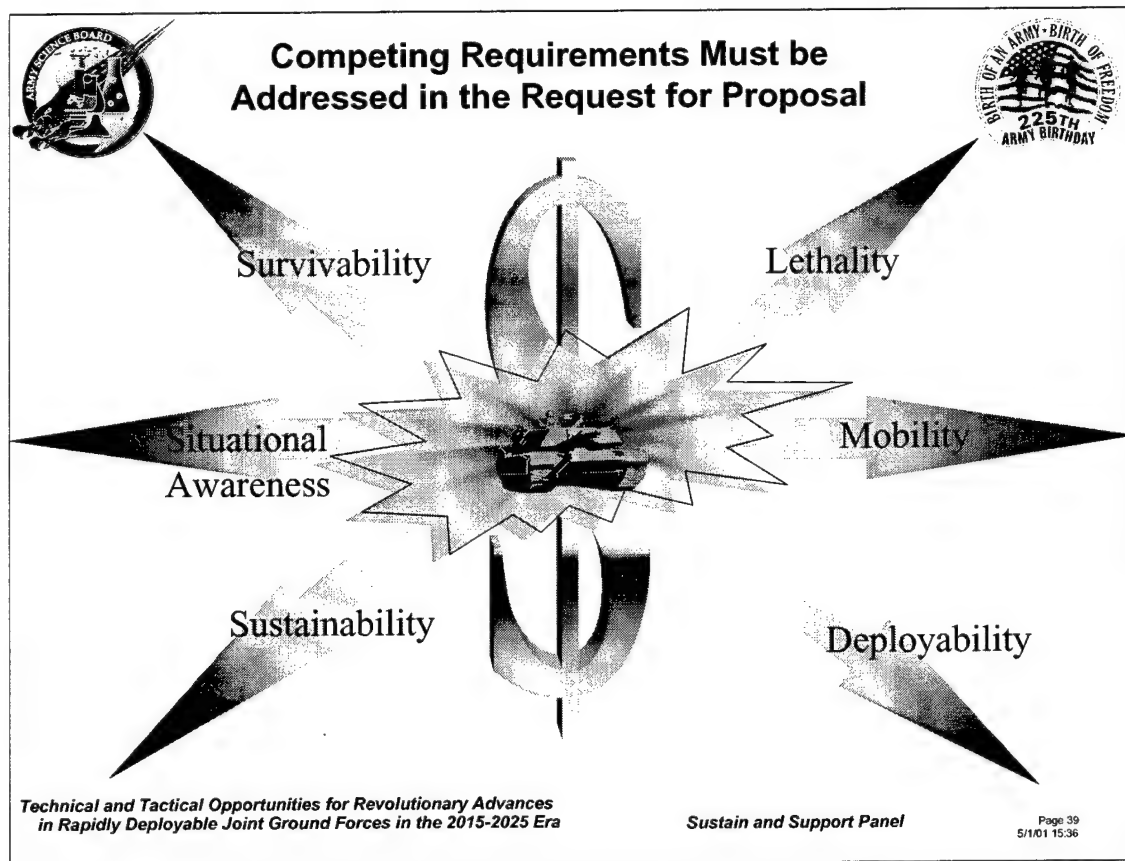 ARMY SCIENCE BOARD
Competing Requirements Must be
Addressed in the Request for Proposal
BIRTH OF AN ARMY · BIRTH OF FREEDOM
225TH
ARMY BIRTHDAY
Survivability
Lethality
Situational
Awareness
Mobility
Sustainability
Deployability
Technical and Tactical Opportunities for Revolutionary Advances
in Rapidly Deployable Joint Ground Forces in the 2015-2025 Era
Sustain and Support Panel
Page 39
5/1/01 15:36